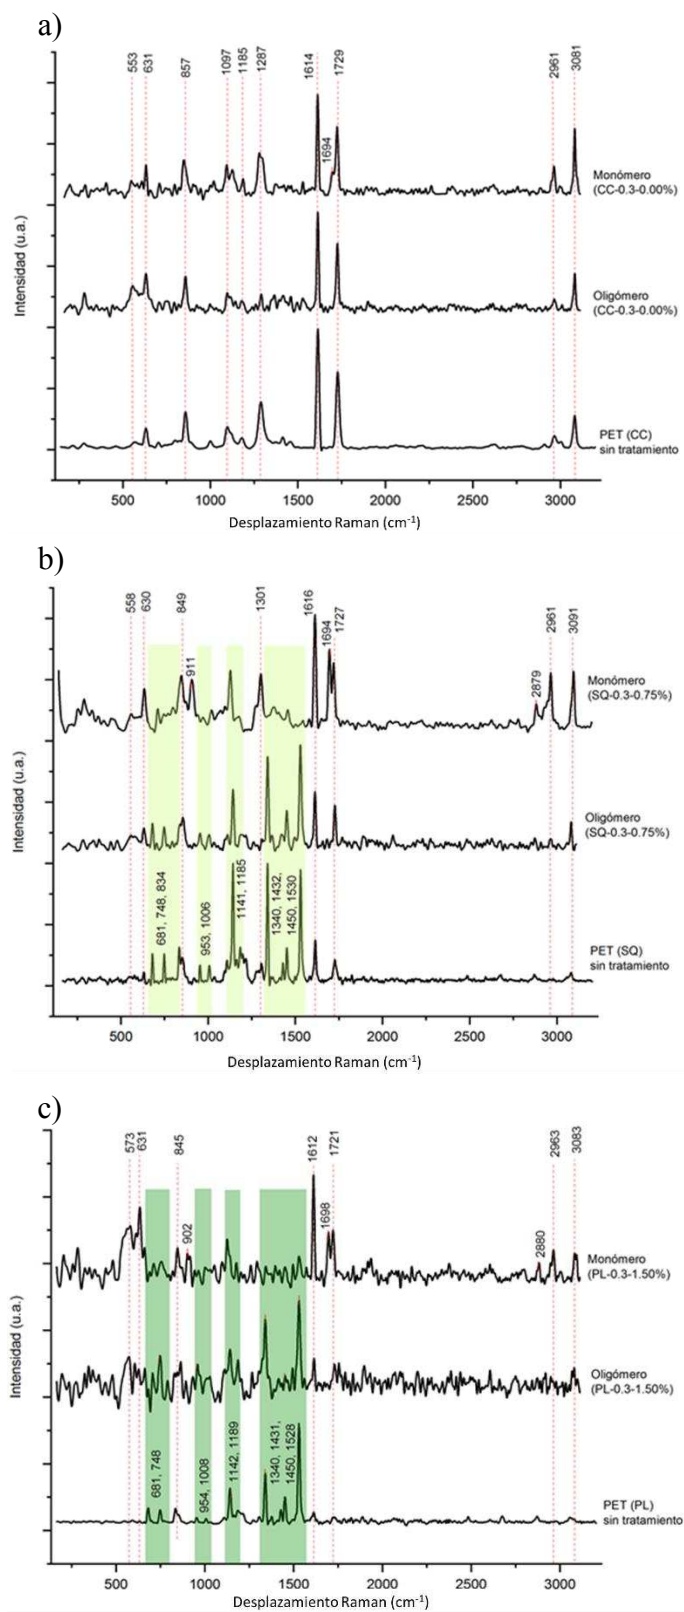 a)
553
631
857
1097
1185
1287
1614
1694
1729
2961
3081
Monómero
(CC-0.3-0.00%)
Oligómero
(CC-0.3-0.00%)
PET (CC)
sin tratamiento
Intensidad (u.a.)
500 1000 1500 2000 2500 3000
Desplazamiento Raman (cm-1)
b)
558
630
849
911
1301
1616
1694
1727
2879
2961
3091
Monómero
(SQ-0.3-0.75%)
Oligómero
(SQ-0.3-0.75%)
681, 748, 834
953, 1006
1141, 1185
1340, 1432,
1450, 1530
PET (SQ)
sin tratamiento
Intensidad (u.a.)
500 1000 1500 2000 2500 3000
Desplazamiento Raman (cm-1)
c)
573
631
845
902
1612
1698
1721
2880
2963
3083
Monómero
(PL-0.3-1.50%)
Oligómero
(PL-0.3-1.50%)
681, 748
954, 1008
1142, 1189
1340, 1431,
1450, 1528
PET (PL)
sin tratamiento
Intensidad (u.a.)
500 1000 1500 2000 2500 3000
Desplazamiento Raman (cm-1)